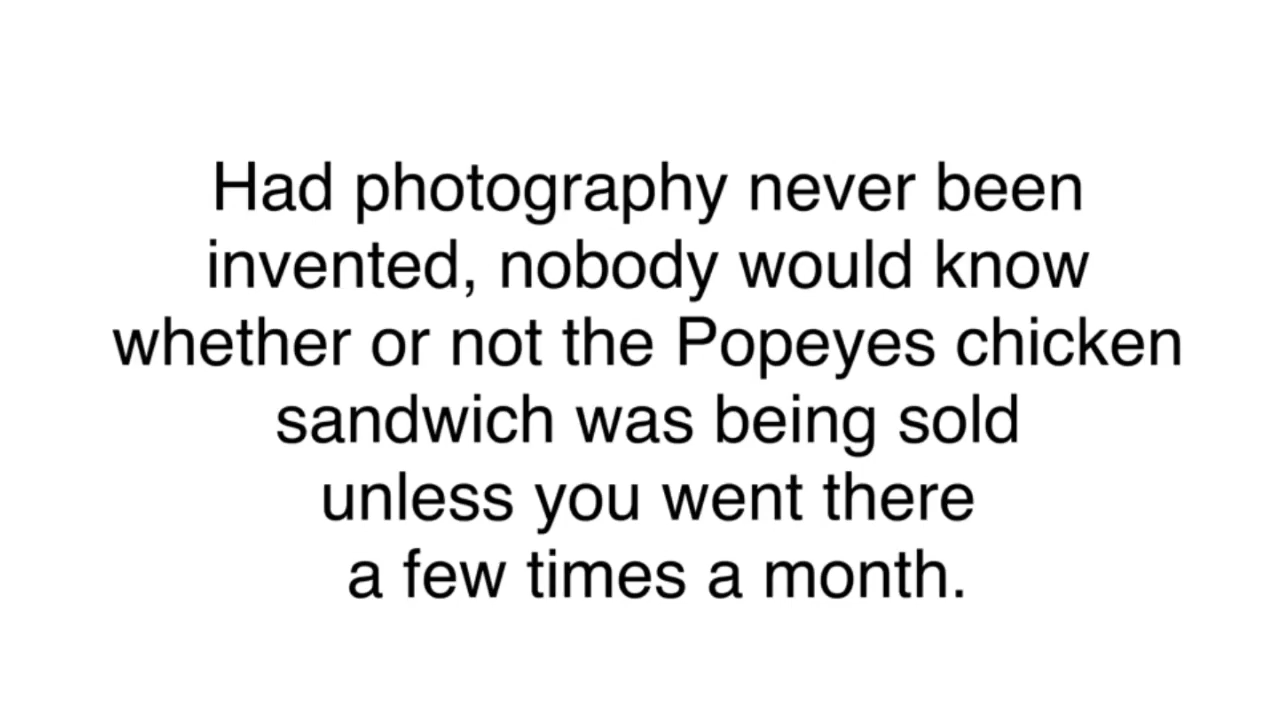 Had photography never been
invented, nobody would know
whether or not the Popeyes chicken
sandwich was being sold
unless you went there
a few times a month.